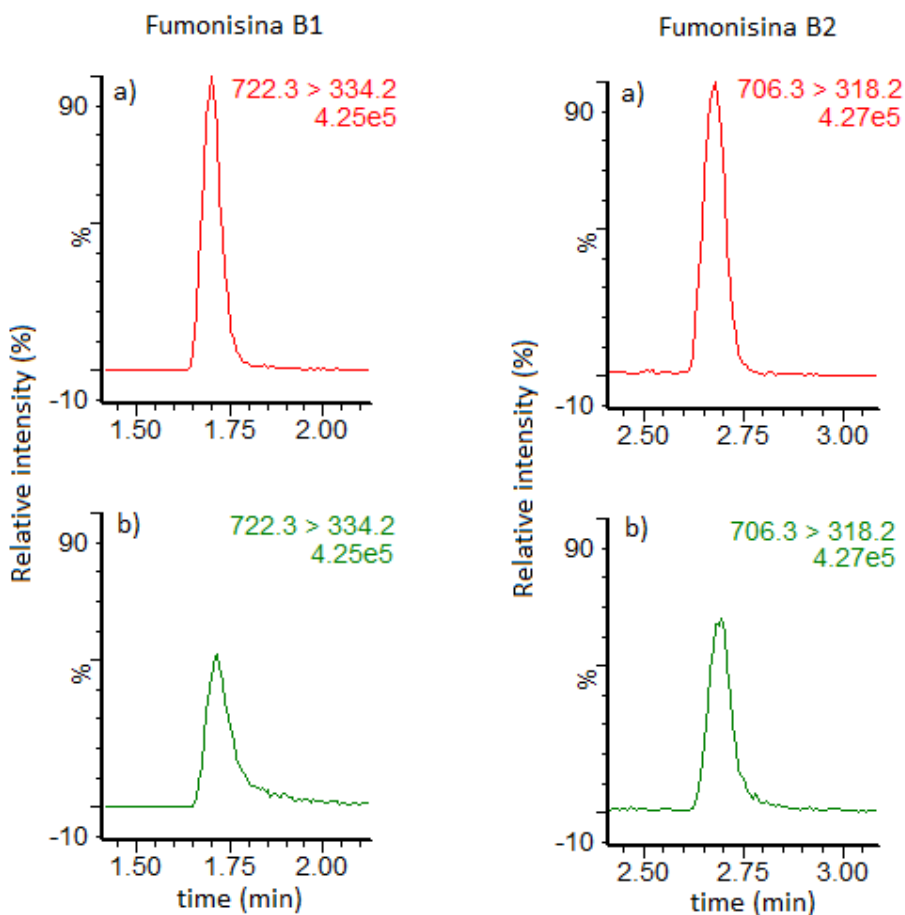 Fumonisina B1
a)
722.3 > 334.2
4.25e5
90
%
-10
1.50 1.75 2.00
b)
722.3 > 334.2
4.25e5
90
%
-10
1.50 1.75 2.00
time (min)
Relative intensity (%)
Fumonisina B2
a)
706.3 > 318.2
4.27e5
90
%
-10
2.50 2.75 3.00
b)
706.3 > 318.2
4.27e5
90
%
-10
2.50 2.75 3.00
time (min)
Relative intensity (%)